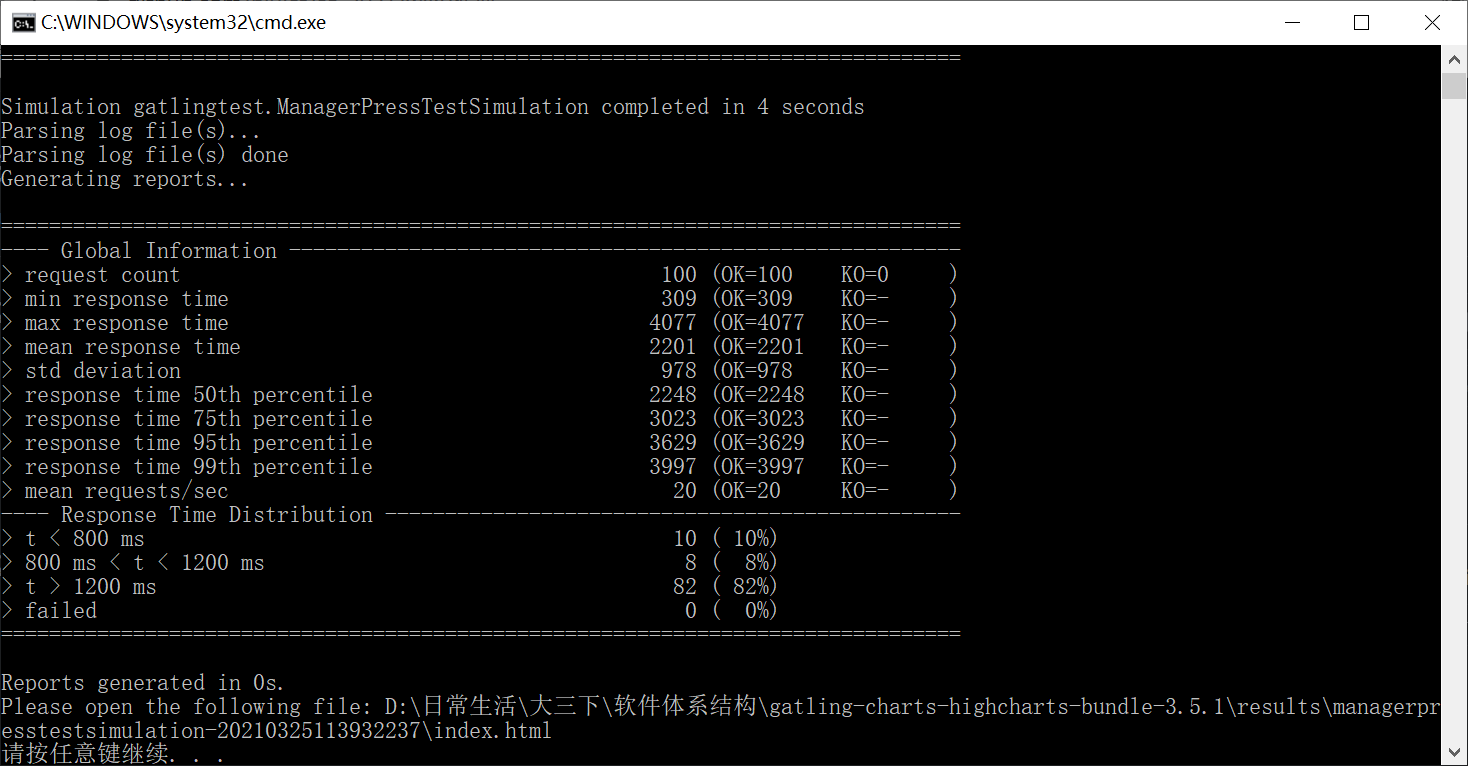 C:\WINDOWS\system32\cmd.exe
================================================================================
Simulation gatlingtest.ManagerPressTestSimulation completed in 4 seconds
Parsing log file(s)...
Parsing log file(s) done
Generating reports...
================================================================================
---- Global Information --------------------------------------------------------
> request count                                        100 (OK=100    KO=0     )
> min response time                                    309 (OK=309    KO=-     )
> max response time                                   4077 (OK=4077   KO=-     )
> mean response time                                  2201 (OK=2201   KO=-     )
> std deviation                                        978 (OK=978    KO=-     )
> response time 50th percentile                       2248 (OK=2248   KO=-     )
> response time 75th percentile                       3023 (OK=3023   KO=-     )
> response time 95th percentile                       3629 (OK=3629   KO=-     )
> response time 99th percentile                       3997 (OK=3997   KO=-     )
> mean requests/sec                                     20 (OK=20     KO=-     )
---- Response Time Distribution ------------------------------------------------
> t < 800 ms                                            10 ( 10%)
> 800 ms < t < 1200 ms                                   8 (  8%)
> t > 1200 ms                                           82 ( 82%)
> failed                                                 0 (  0%)
================================================================================
Reports generated in 0s.
Please open the following file: D:\日常生活\大三下\软件体系结构\gatling-charts-highcharts-bundle-3.5.1\results\managerpr
esstestsimulation-20210325113932237\index.html
请按任意键继续. . .